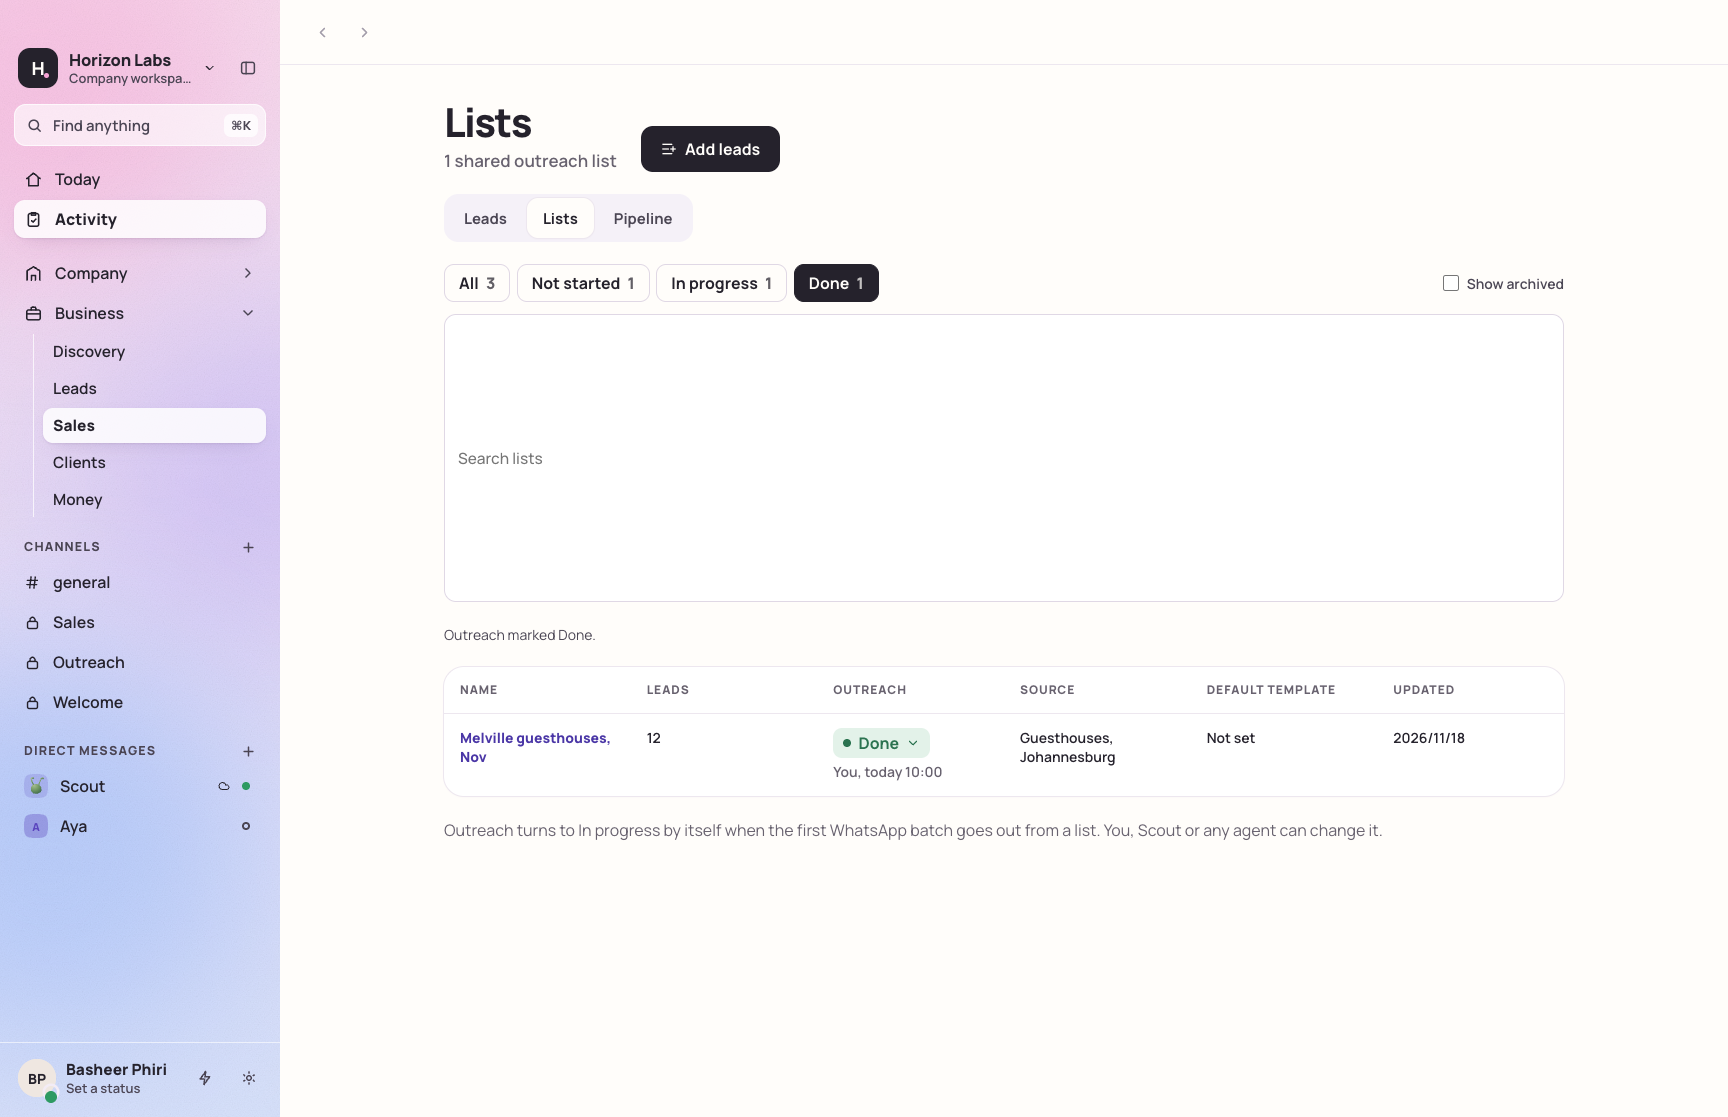 H.
Horizon Labs
Company workspa...
Find anything
⌘K
Today
Activity
Company
Business
Discovery
Leads
Sales
Clients
Money
CHANNELS
# general
Sales
Outreach
Welcome
DIRECT MESSAGES
Scout
A
Aya
BP
Basheer Phiri
Set a status
Lists
1 shared outreach list
Add leads
Leads
Lists
Pipeline
All 3
Not started 1
In progress 1
Done 1
Show archived
Search lists
Outreach marked Done.
NAME LEADS OUTREACH SOURCE DEFAULT TEMPLATE UPDATED
Melville guesthouses,
Nov
12
Done
You, today 10:00
Guesthouses,
Johannesburg
Not set
2026/11/18
Outreach turns to In progress by itself when the first WhatsApp batch goes out from a list. You, Scout or any agent can change it.